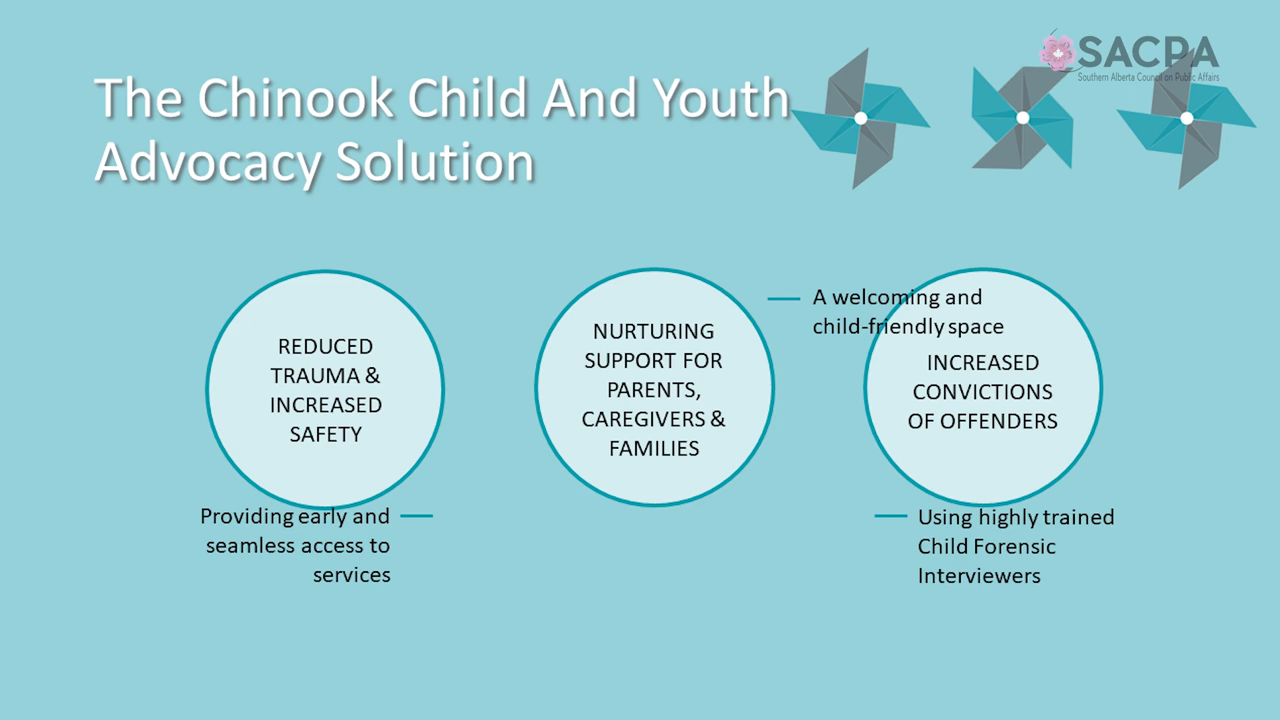 SACPA
Southern Alberta Council on Public Affairs
The Chinook Child And Youth
Advocacy Solution
REDUCED
TRAUMA &
INCREASED
SAFETY
Providing early and
seamless access to
services
NURTURING
SUPPORT FOR
PARENTS,
CAREGIVERS &
FAMILIES
A welcoming and
child-friendly space
INCREASED
CONVICTIONS
OF OFFENDERS
Using highly trained
Child Forensic
Interviewers